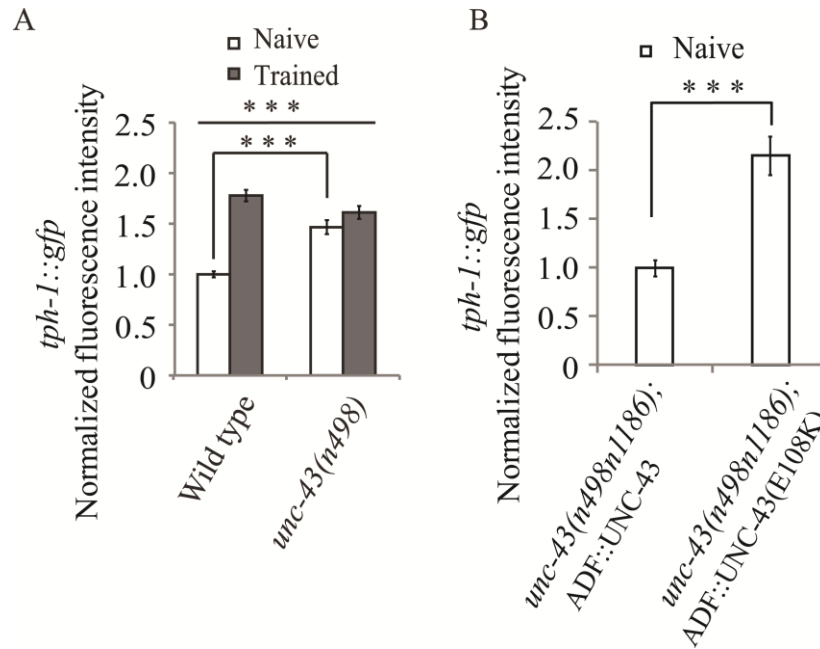 A
Naive
Trained
* * *
* * *
2.5
2.0
1.5
1.0
0.5
0
tph-1::gfp
Normalized fluorescence intensity
Wild type
unc-43(n498)
B
Naive
* * *
2.5
2.0
1.5
1.0
0.5
0
tph-1::gfp
Normalized fluorescence intensity
unc-43(n498n1186);
ADF::UNC-43
unc-43(n498n1186);
ADF::UNC-43(E108K)